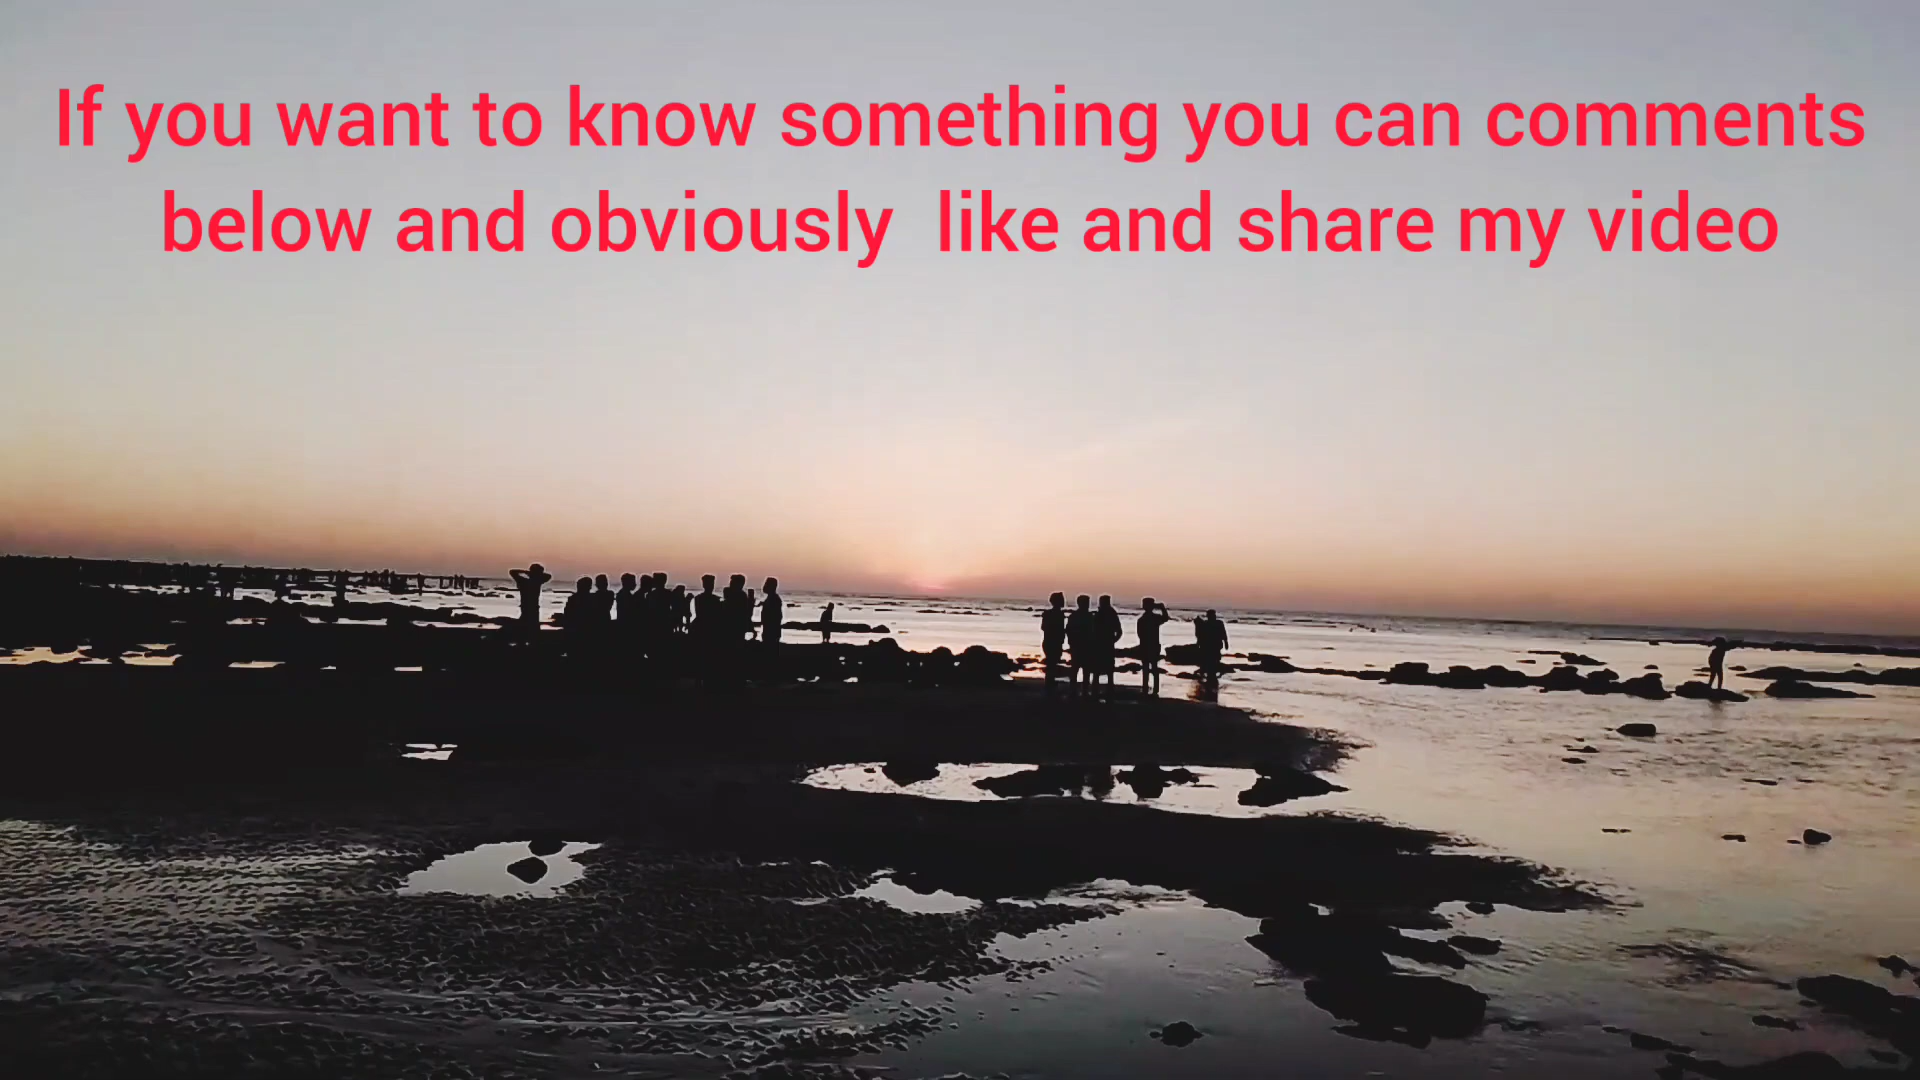 If you want to know something you can comments
below and obviously like and share my video